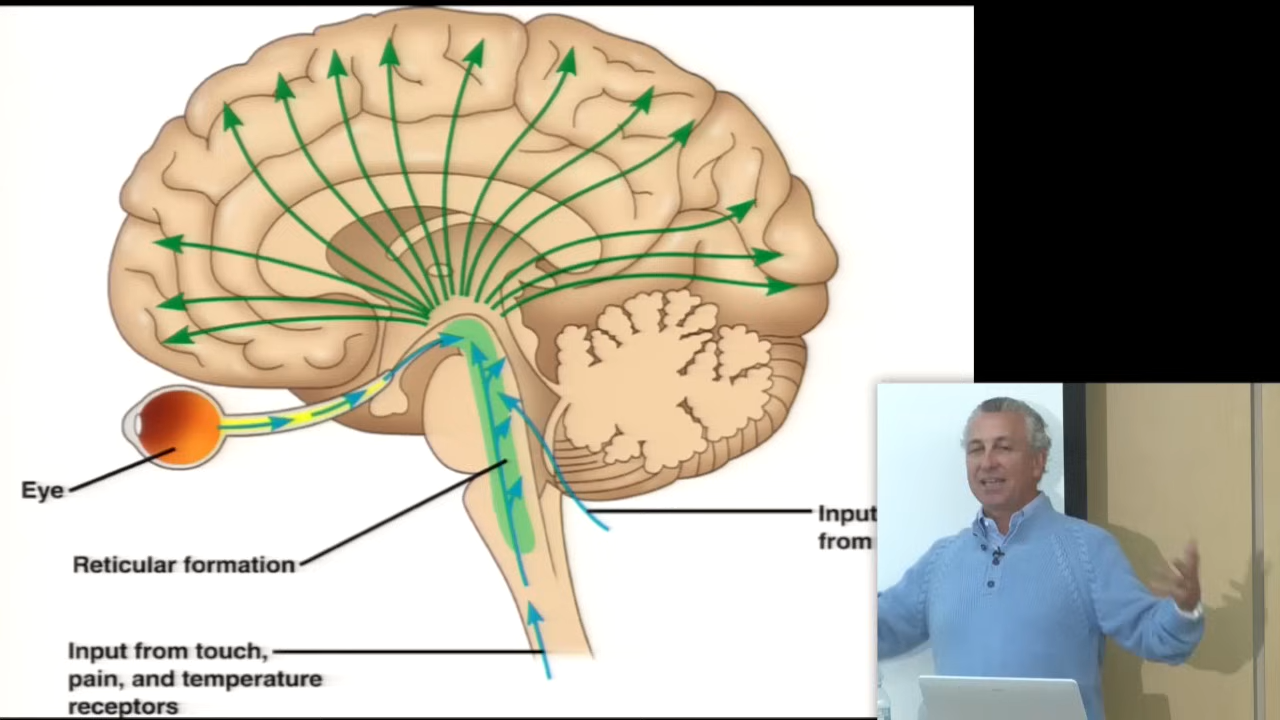 Eye
Reticular formation
Input
from
Input from touch,
pain, and temperature
receptors